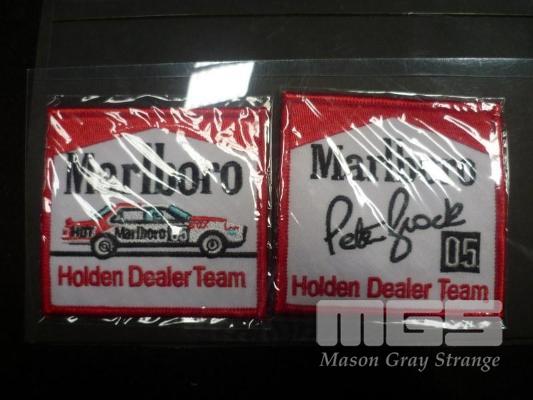 Marlboro
HDT Marlboro 05
Holden Dealer Team
Marlboro
Peter Brock
05
Holden Dealer Team
MGS
Mason Gray Strange